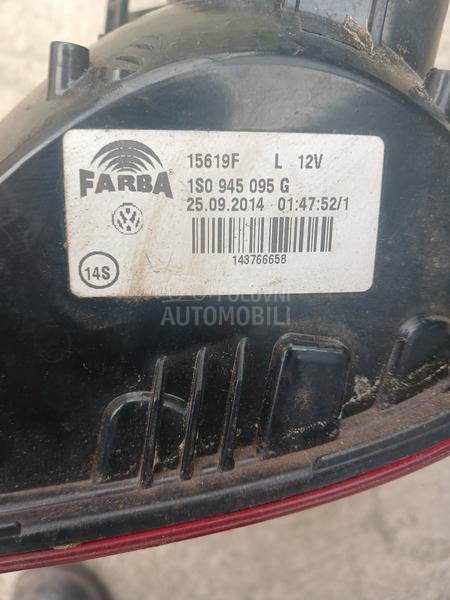 FARBA
15619F L 12V
1S0 945 095 G
25.09.2014 01:47:52/1
143766658
14S
POLOVNI
AUTOMOBILI